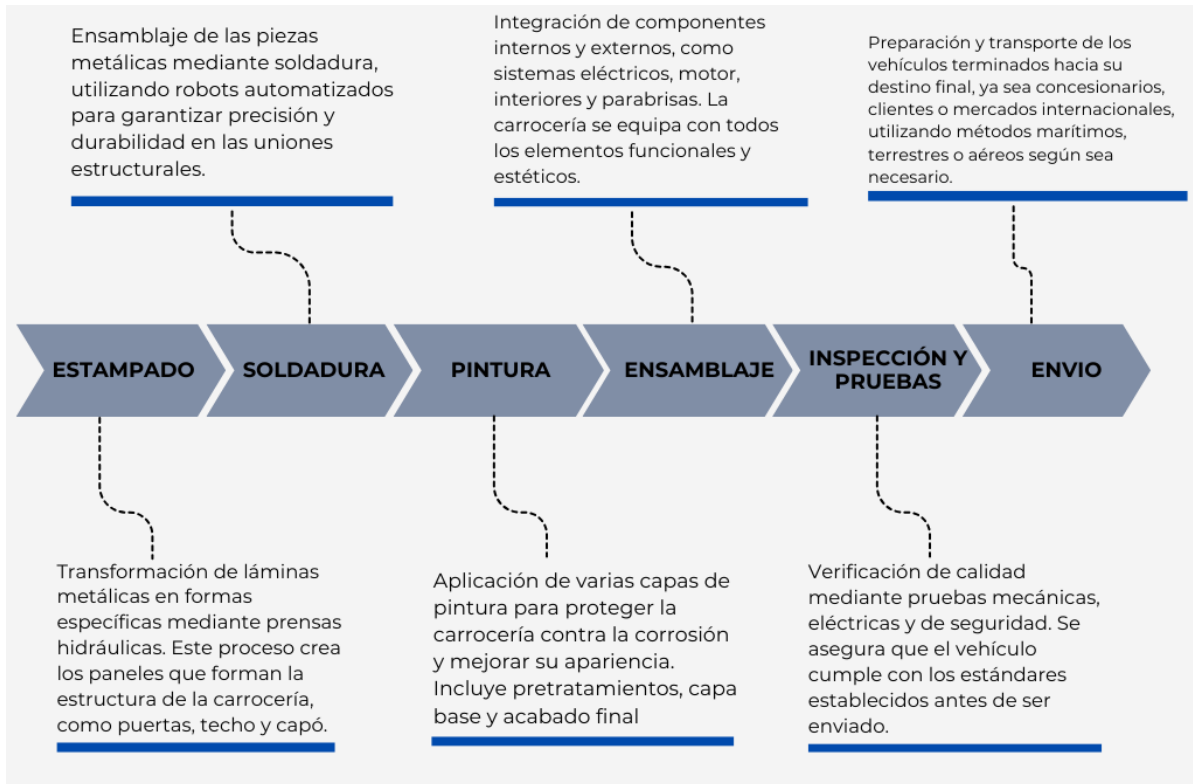 Ensamblaje de las piezas
metálicas mediante soldadura,
utilizando robots automatizados
para garantizar precisión y
durabilidad en las uniones
estructurales.
Integración de componentes
internos y externos, como
sistemas eléctricos, motor,
interiores y parabrisas. La
carrocería se equipa con todos
los elementos funcionales y
estéticos.
Preparación y transporte de los
vehículos terminados hacia su
destino final, ya sea concesionarios,
clientes o mercados internacionales,
utilizando métodos marítimos,
terrestres o aéreos según sea
necesario.
ESTAMPADO
SOLDADURA
PINTURA
ENSAMBLAJE
INSPECCIÓN Y
PRUEBAS
ENVIO
Transformación de láminas
metálicas en formas
específicas mediante prensas
hidráulicas. Este proceso crea
los paneles que forman la
estructura de la carrocería,
como puertas, techo y capó.
Aplicación de varias capas de
pintura para proteger la
carrocería contra la corrosión
y mejorar su apariencia.
Incluye pretratamientos, capa
base y acabado final
Verificación de calidad
mediante pruebas mecánicas,
eléctricas y de seguridad. Se
asegura que el vehículo
cumple con los estándares
establecidos antes de ser
enviado.